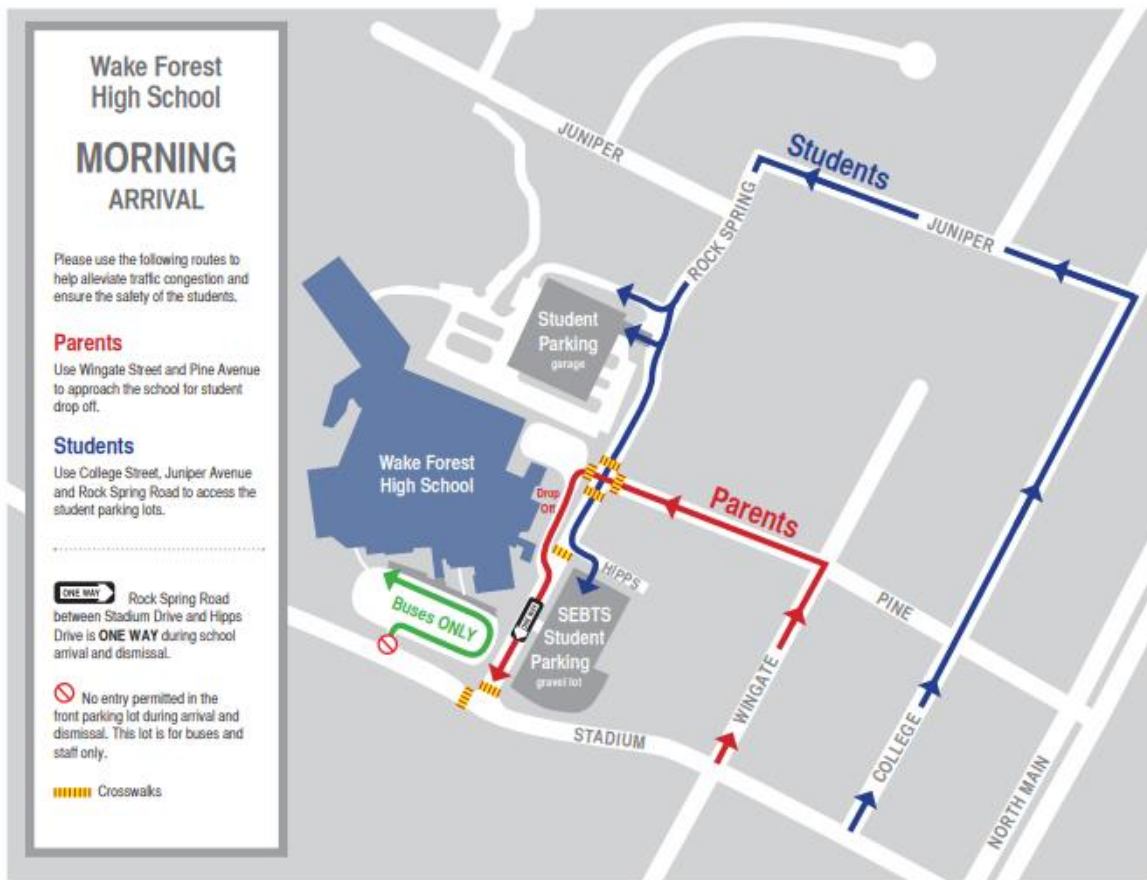 Wake Forest
High School
MORNING
ARRIVAL
Please use the following routes to
help alleviate traffic congestion and
ensure the safety of the students.
Parents
Use Wingate Street and Pine Avenue
to approach the school for student
drop off.
Students
Use College Street, Juniper Avenue
and Rock Spring Road to access the
student parking lots.
ONE WAY Rock Spring Road
between Stadium Drive and Hipps
Drive is ONE WAY during school
arrival and dismissal.
No entry permitted in the
front parking lot during arrival and
dismissal. This lot is for buses and
staff only.
Crosswalks
JUNIPER
Students
JUNIPER
ROCK SPRING
Student
Parking
garage
Wake Forest
High School
Drop
Off
Parents
HIPPS
PINE
Buses ONLY
ONE WAY
SEBTS
Student
Parking
gravel lot
WINGATE
STADIUM
COLLEGE
NORTH MAIN